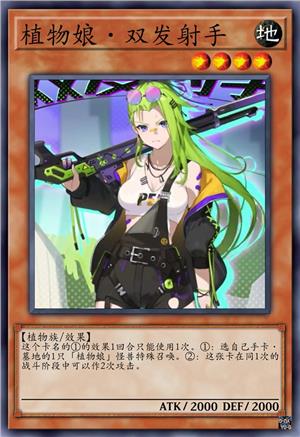 植物娘・双发射手
地
PE
【植物族/效果】
这个卡名的①的效果1回合只能使用1次。①:选自己手卡・
墓地的1只「植物娘」怪兽特殊召唤。②:这张卡在同1次的
战斗阶段中可以作2次攻击。
ATK/2000 DEF/2000